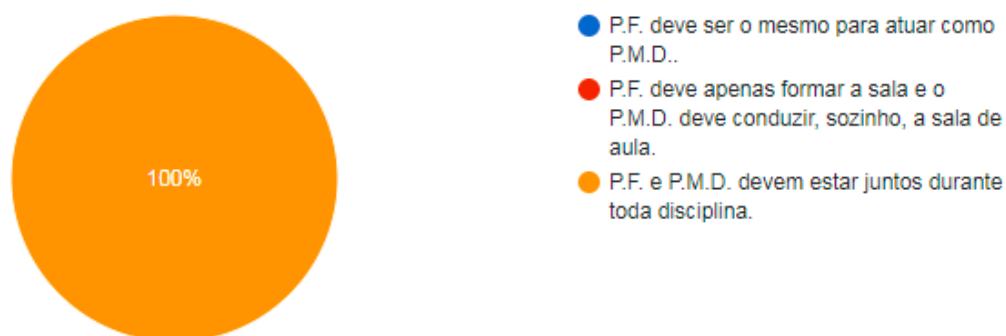 100%
P.F. deve ser o mesmo para atuar como
P.M.D..
P.F. deve apenas formar a sala e o
P.M.D. deve conduzir, sozinho, a sala de
aula.
P.F. e P.M.D. devem estar juntos durante
toda disciplina.